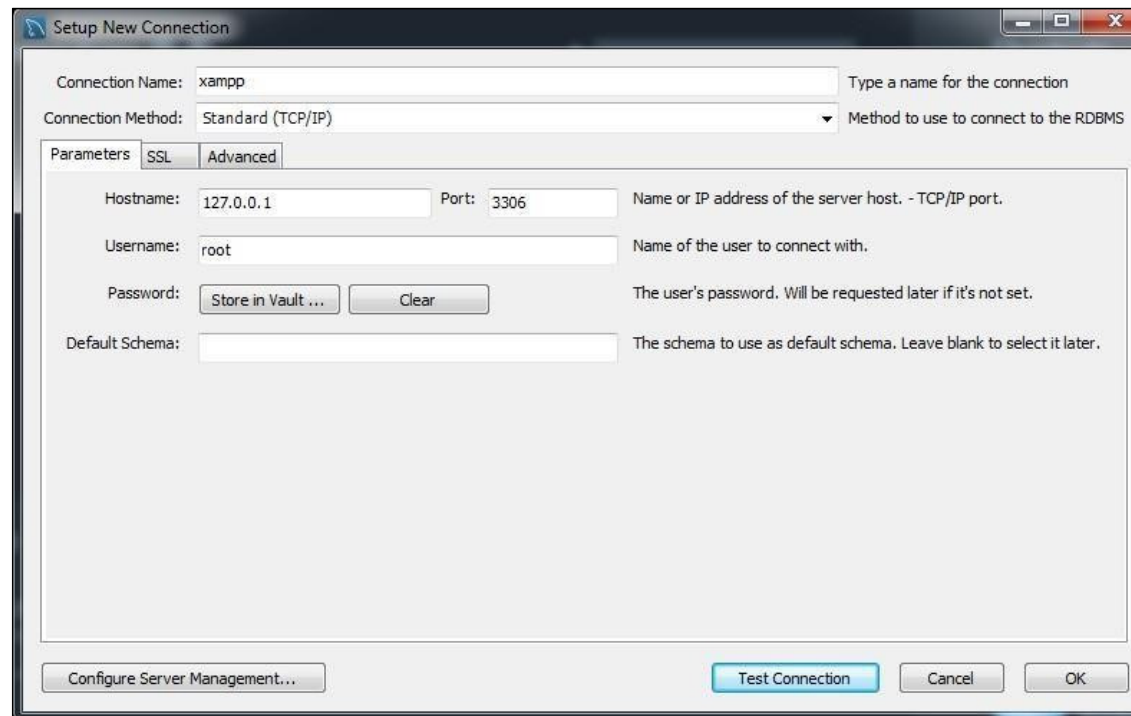 Setup New Connection
Connection Name: xampp Type a name for the connection
Connection Method: Standard (TCP/IP) Method to use to connect to the RDBMS
Parameters SSL Advanced
Hostname: 127.0.0.1 Port: 3306 Name or IP address of the server host. - TCP/IP port.
Username: root Name of the user to connect with.
Password: Store in Vault ... Clear The user's password. Will be requested later if it's not set.
Default Schema: The schema to use as default schema. Leave blank to select it later.
Configure Server Management... Test Connection Cancel OK